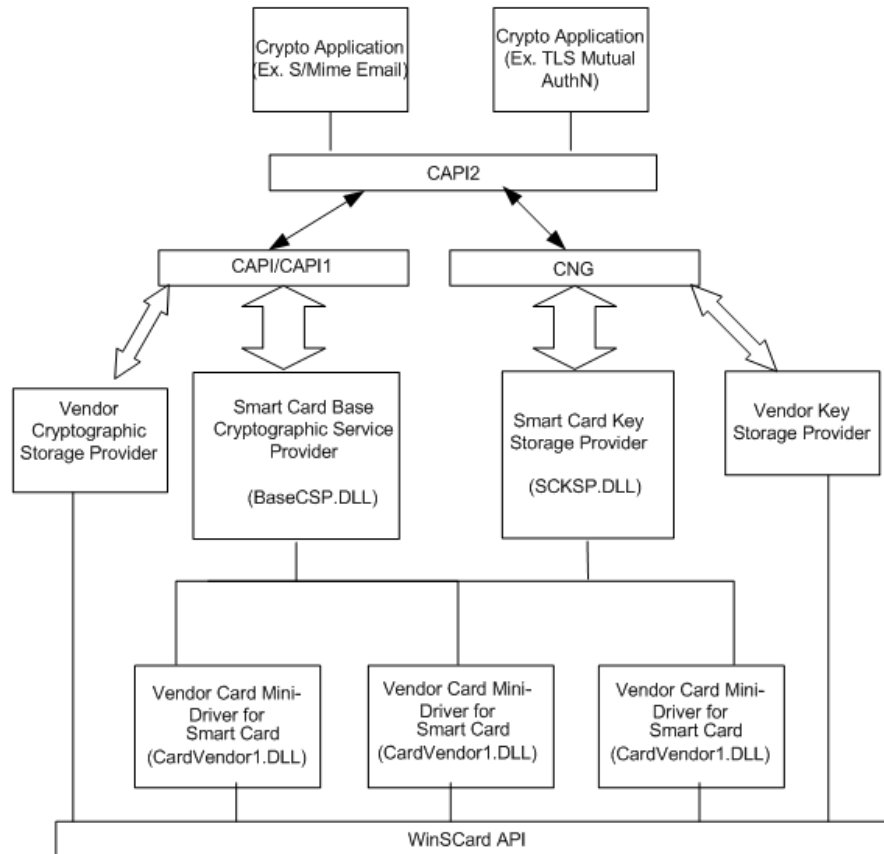 Crypto Application
(Ex. S/Mime Email)
Crypto Application
(Ex. TLS Mutual
AuthN)
CAPI2
CAPI/CAPI1
CNG
Vendor
Cryptographic
Storage Provider
Smart Card Base
Cryptographic Service
Provider
(BaseCSP.DLL)
Smart Card Key
Storage Provider
(SCKSP.DLL)
Vendor Key
Storage Provider
Vendor Card Mini-
Driver for
Smart Card
(CardVendor1.DLL)
Vendor Card Mini-
Driver for
Smart Card
(CardVendor1.DLL)
Vendor Card Mini-
Driver for
Smart Card
(CardVendor1.DLL)
WinSCard API